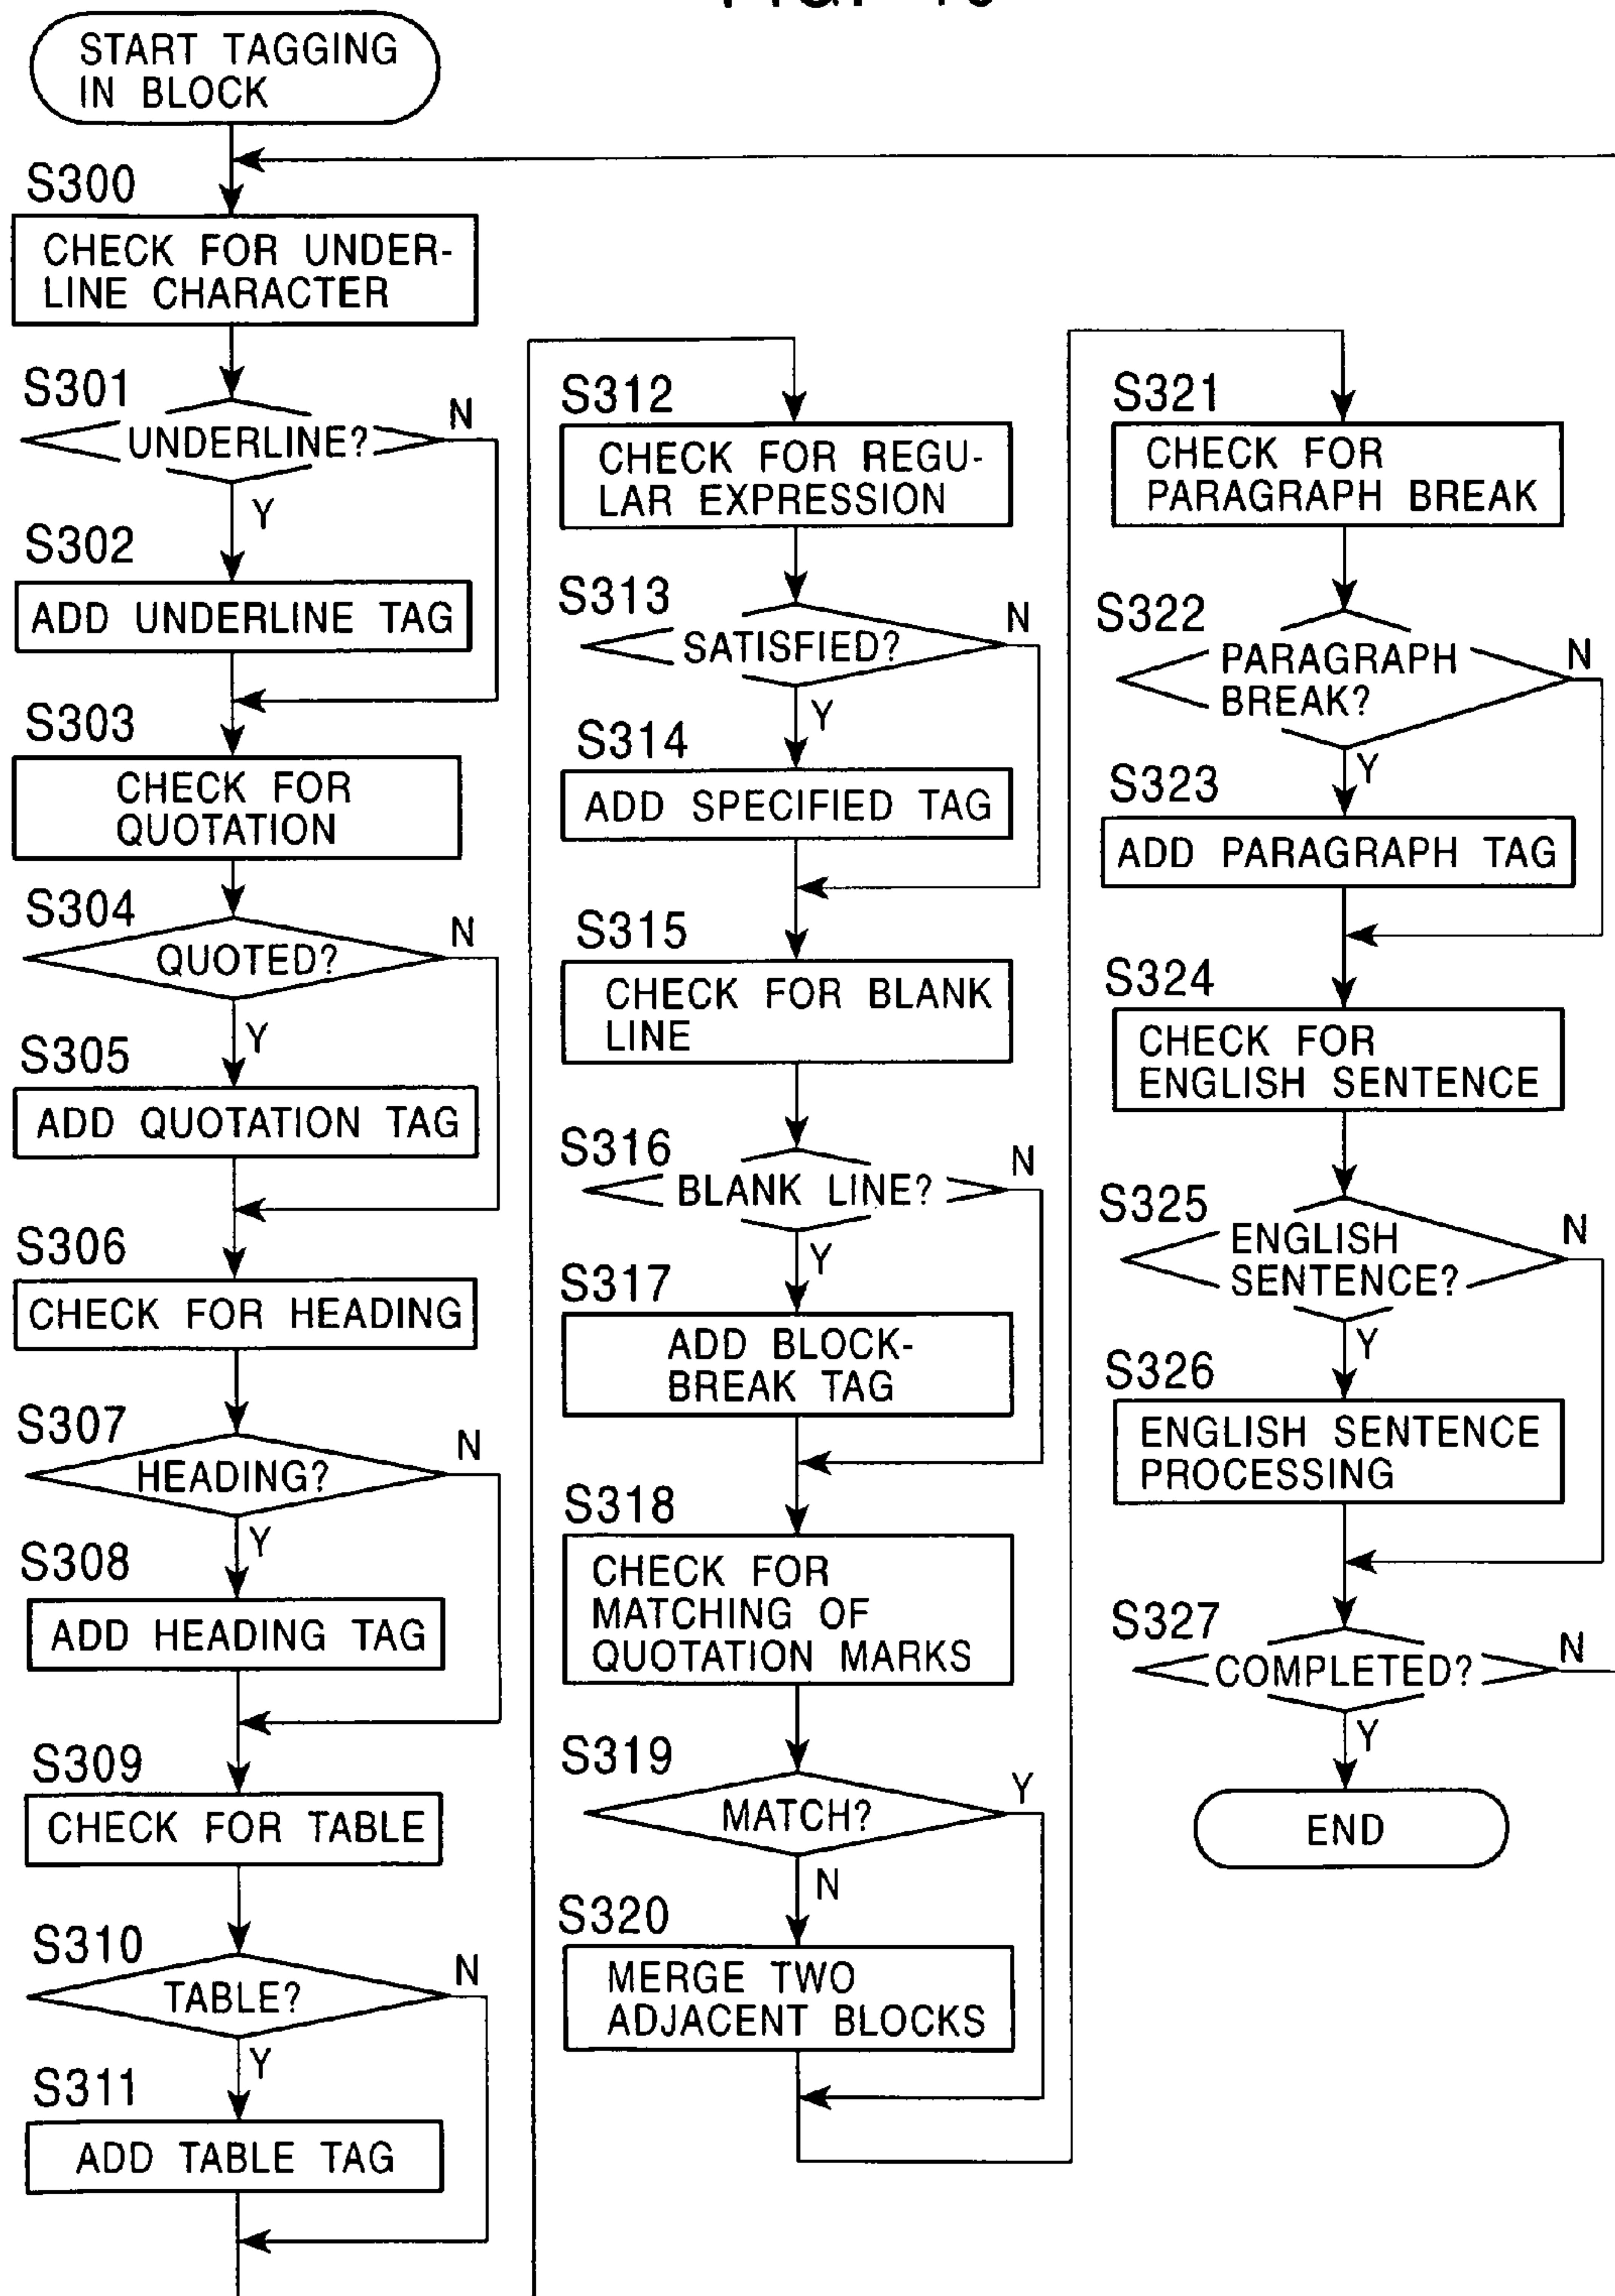 START TAGGING
IN BLOCK
S300
CHECK FOR UNDER-
LINE CHARACTER
S301
UNDERLINE?
N
Y
S302
ADD UNDERLINE TAG
S303
CHECK FOR
QUOTATION
S304
QUOTED?
N
Y
S305
ADD QUOTATION TAG
S306
CHECK FOR HEADING
S307
HEADING?
N
Y
S308
ADD HEADING TAG
S309
CHECK FOR TABLE
S310
TABLE?
N
Y
S311
ADD TABLE TAG
S312
CHECK FOR REGU-
LAR EXPRESSION
S313
SATISFIED?
N
Y
S314
ADD SPECIFIED TAG
S315
CHECK FOR BLANK
LINE
S316
BLANK LINE?
N
Y
S317
ADD BLOCK-
BREAK TAG
S318
CHECK FOR
MATCHING OF
QUOTATION MARKS
S319
MATCH?
Y
N
S320
MERGE TWO
ADJACENT BLOCKS
S321
CHECK FOR
PARAGRAPH BREAK
S322
PARAGRAPH
BREAK?
N
Y
S323
ADD PARAGRAPH TAG
S324
CHECK FOR
ENGLISH SENTENCE
S325
ENGLISH
SENTENCE?
N
Y
S326
ENGLISH SENTENCE
PROCESSING
S327
COMPLETED?
N
Y
END